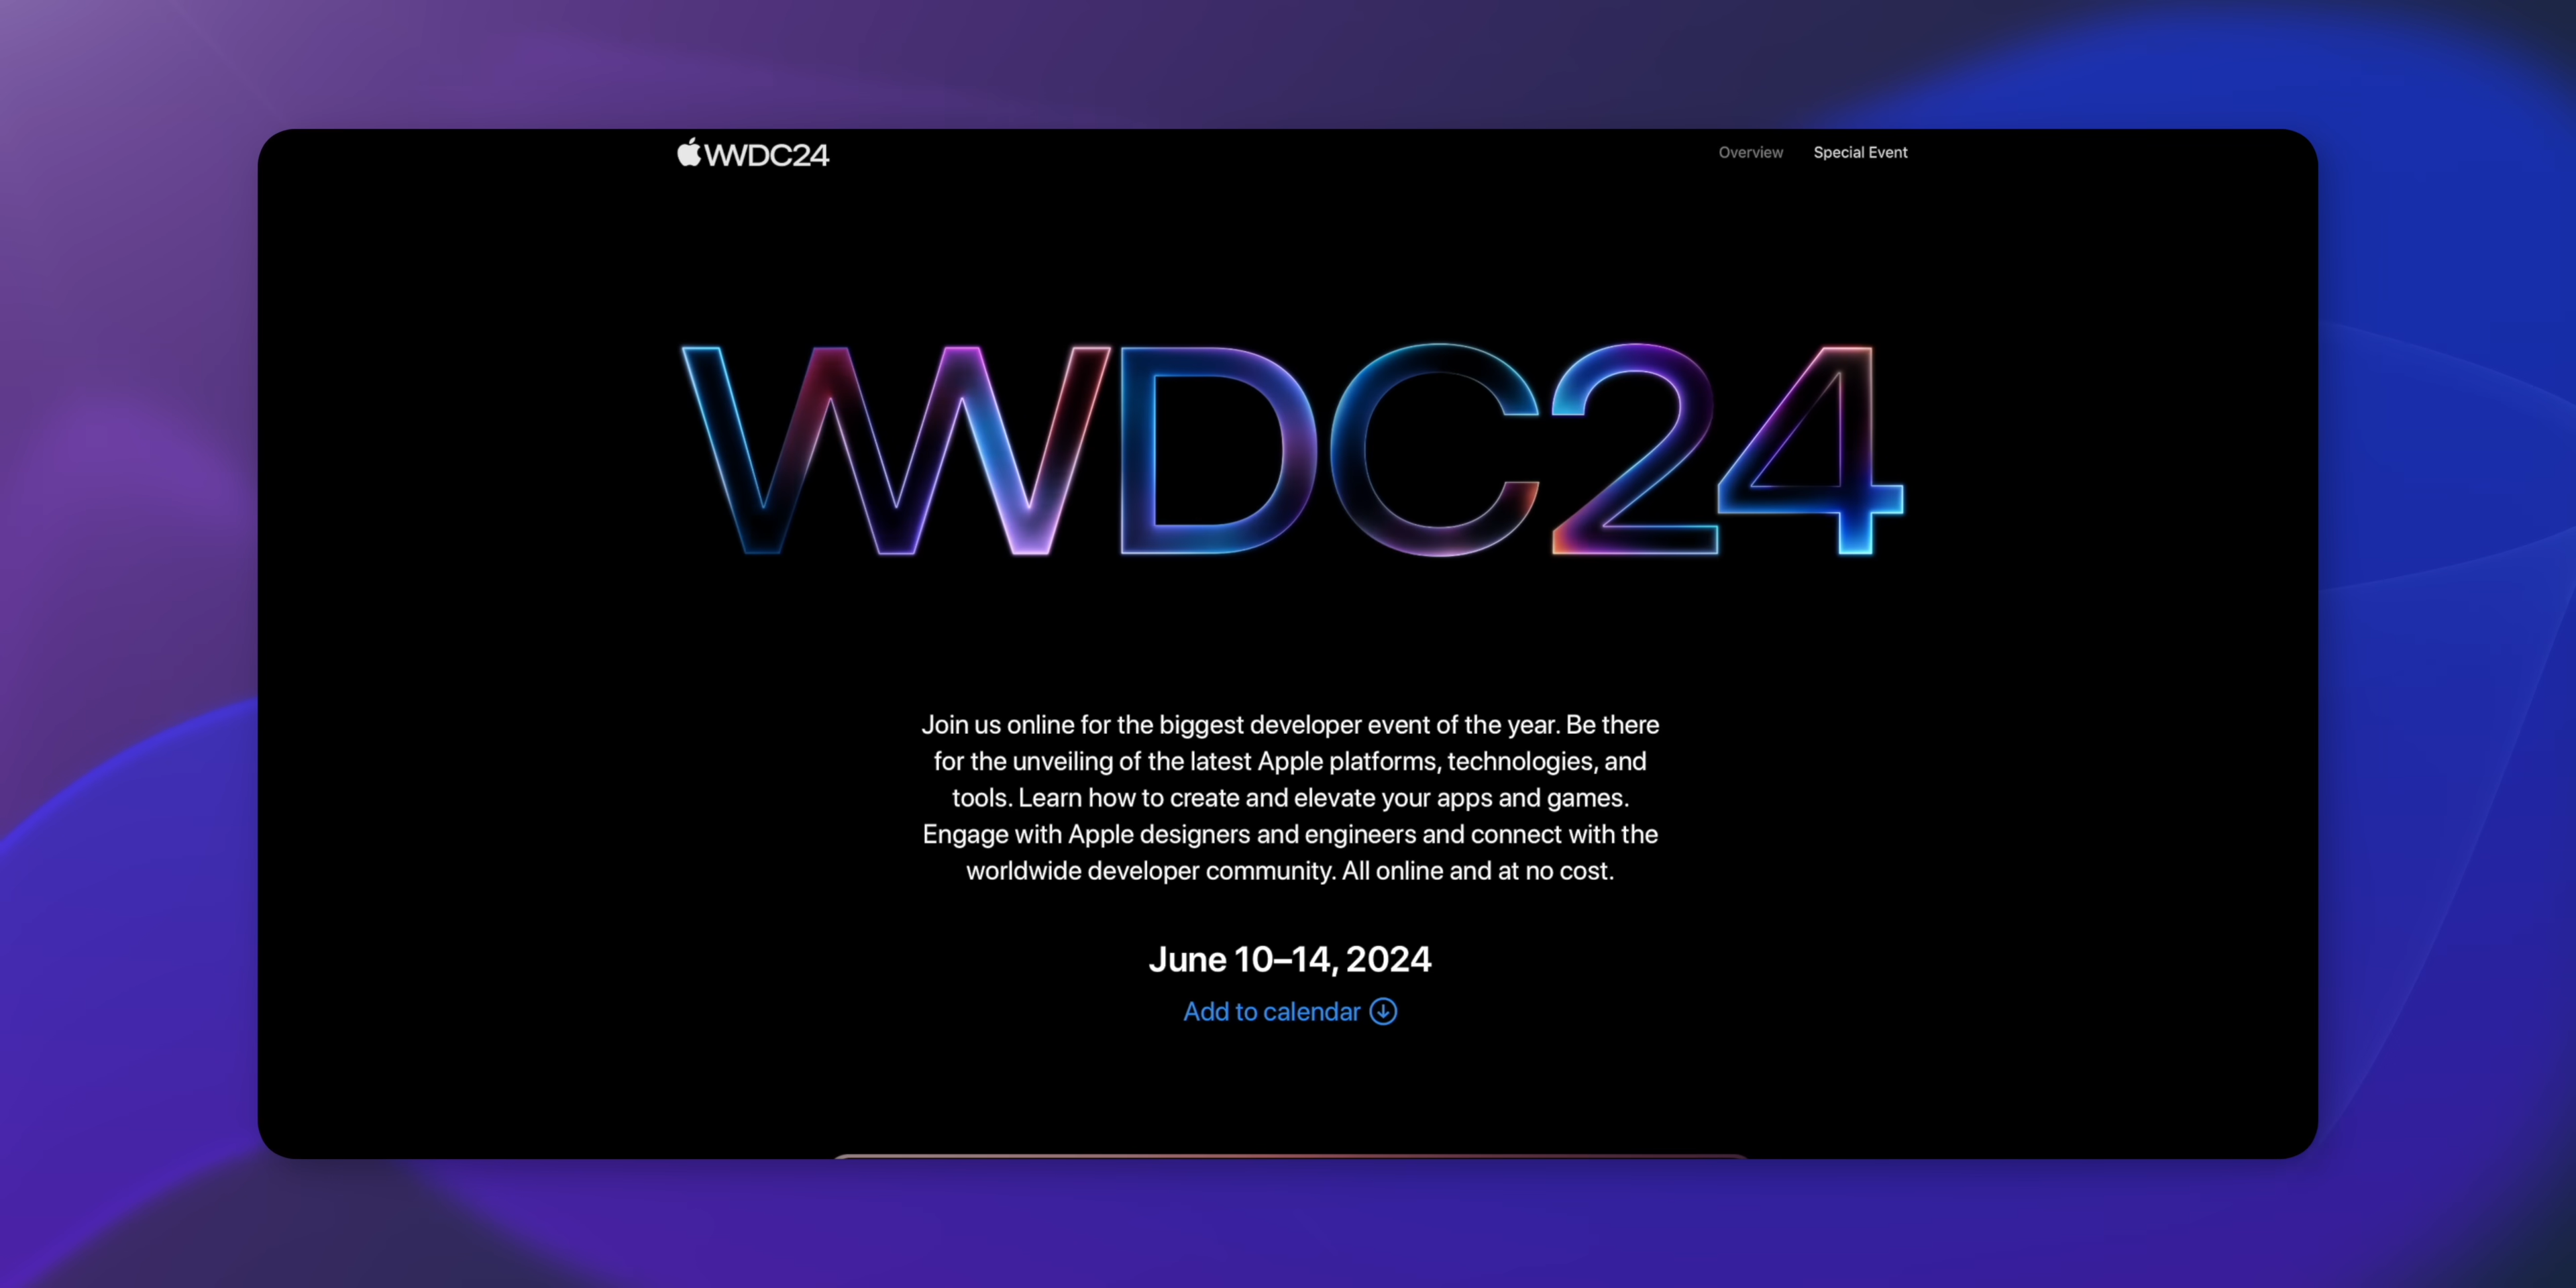 WWDC24
Overview
Special Event
WWDC24
Join us online for the biggest developer event of the year. Be there
for the unveiling of the latest Apple platforms, technologies, and
tools. Learn how to create and elevate your apps and games.
Engage with Apple designers and engineers and connect with the
worldwide developer community. All online and at no cost.
June 10–14, 2024
Add to calendar